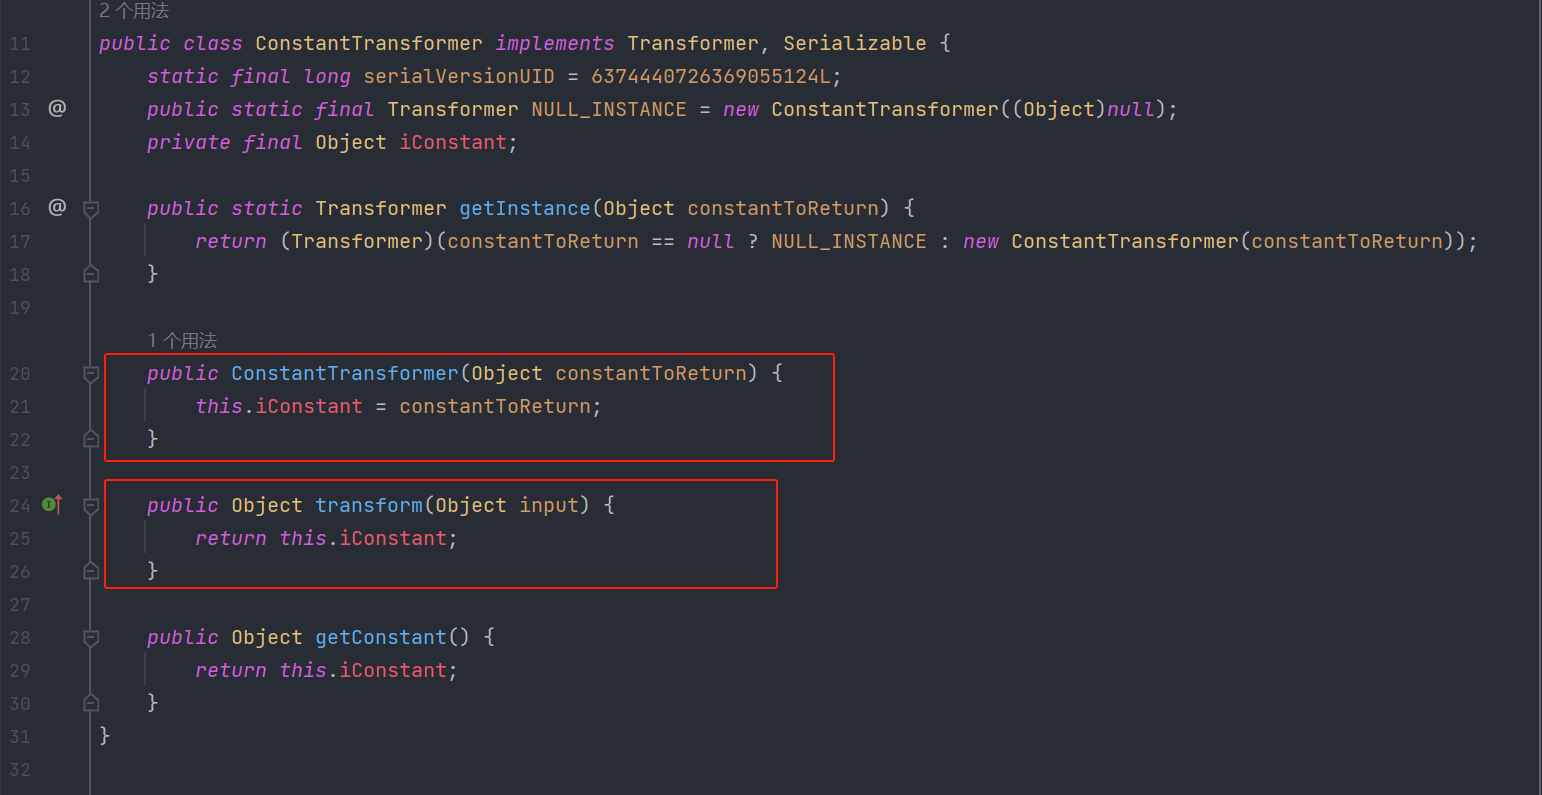 2 个用法
11 public class ConstantTransformer implements Transformer, Serializable {
12 static final long serialVersionUID = 6374440726369055124L;
13 @ public static final Transformer NULL_INSTANCE = new ConstantTransformer((Object)null);
14 private final Object iConstant;
15
16 @ public static Transformer getInstance(Object constantToReturn) {
17 return (Transformer)(constantToReturn == null ? NULL_INSTANCE : new ConstantTransformer(constantToReturn));
18 }
19
1 个用法
20 public ConstantTransformer(Object constantToReturn) {
21 this.iConstant = constantToReturn;
22 }
23
24 public Object transform(Object input) {
25 return this.iConstant;
26 }
27
28 public Object getConstant() {
29 return this.iConstant;
30 }
31 }
32